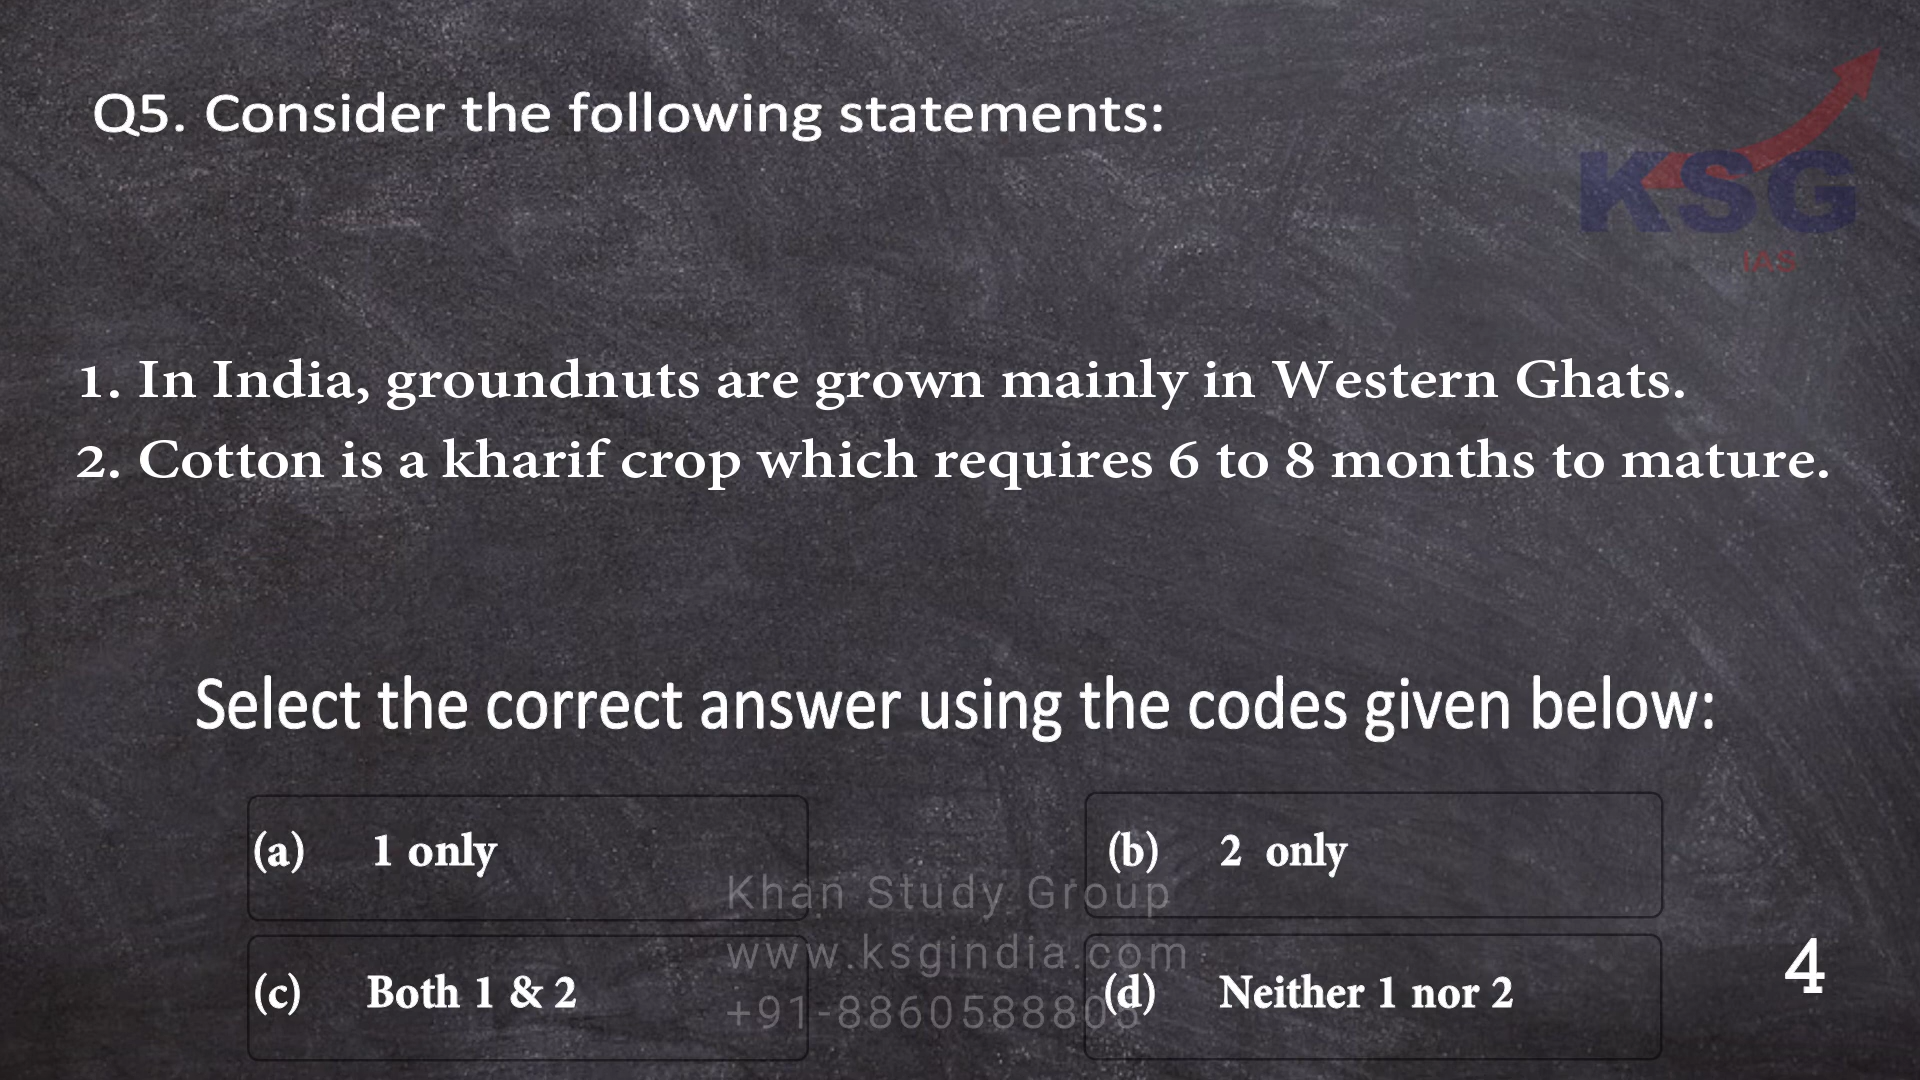 Q5. Consider the following statements:
KSG
IAS
1. In India, groundnuts are grown mainly in Western Ghats.
2. Cotton is a kharif crop which requires 6 to 8 months to mature.
Select the correct answer using the codes given below:
(a) 1 only
(b) 2 only
Khan Study Group
www.ksgindia.com
(c) Both 1 & 2
(d) Neither 1 nor 2
4